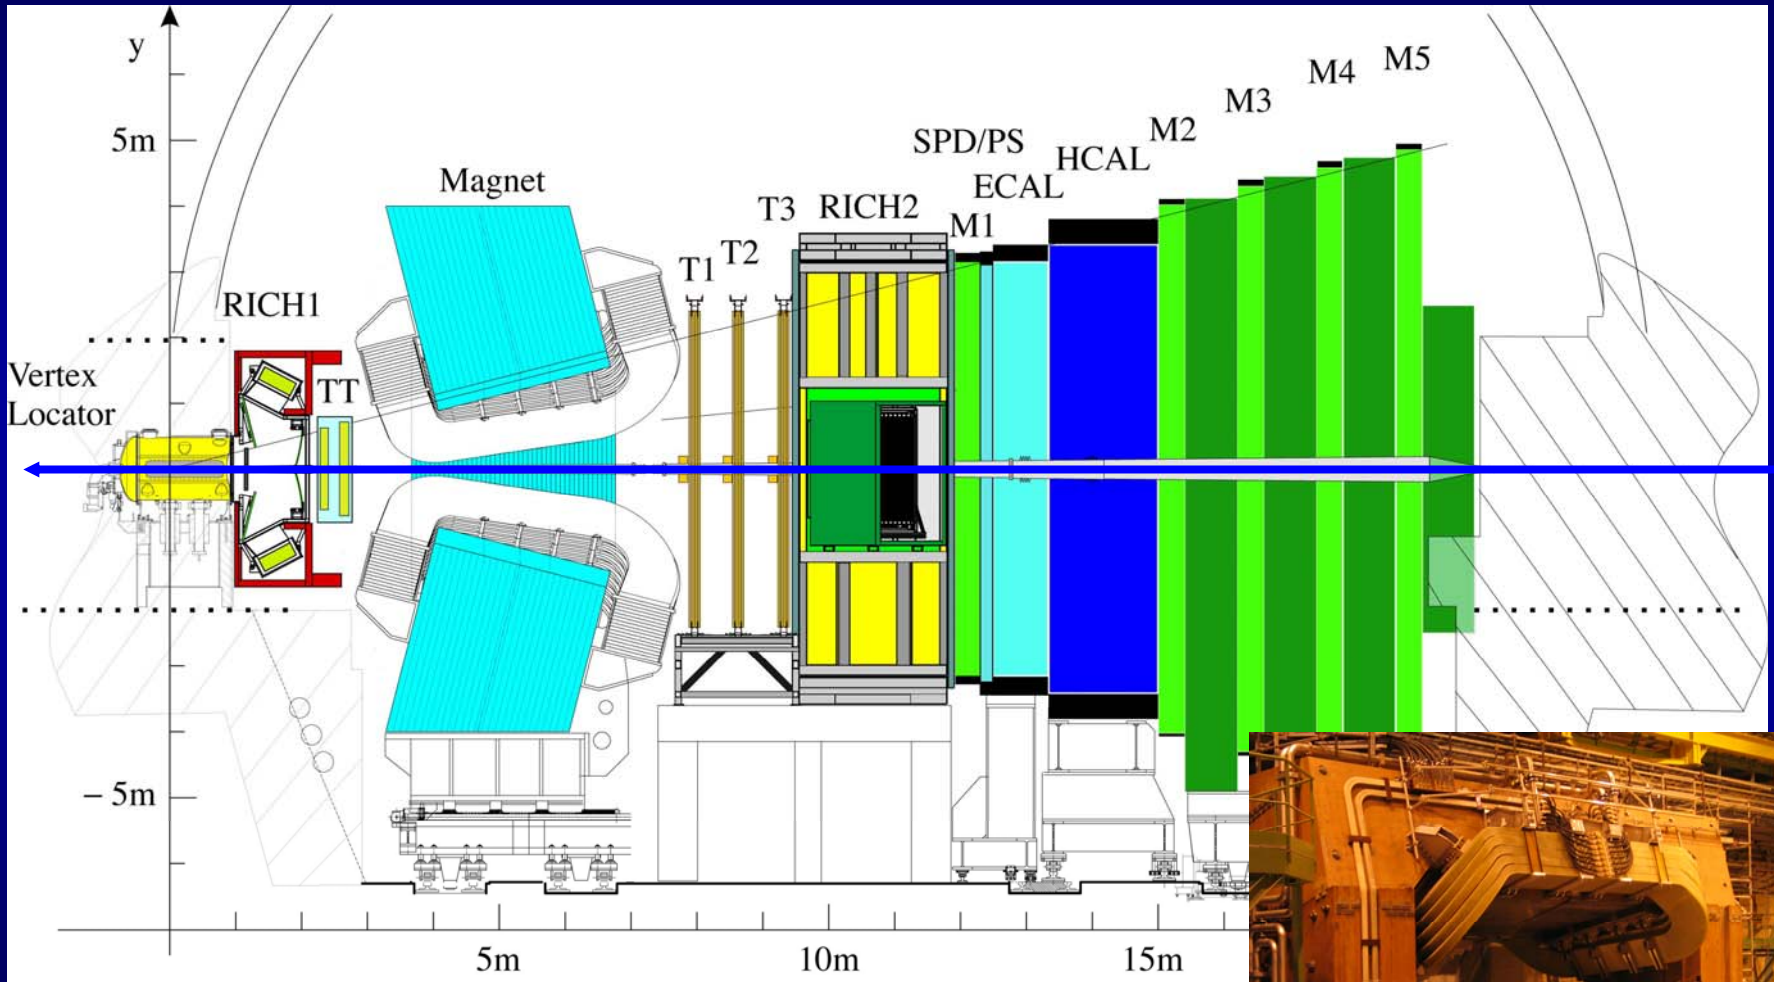 y
5m
Magnet
RICH1
Vertex
Locator
TT
T1
T2
T3
RICH2
M1
SPD/PS
ECAL
HCAL
M2
M3
M4
M5
– 5m
5m
10m
15m